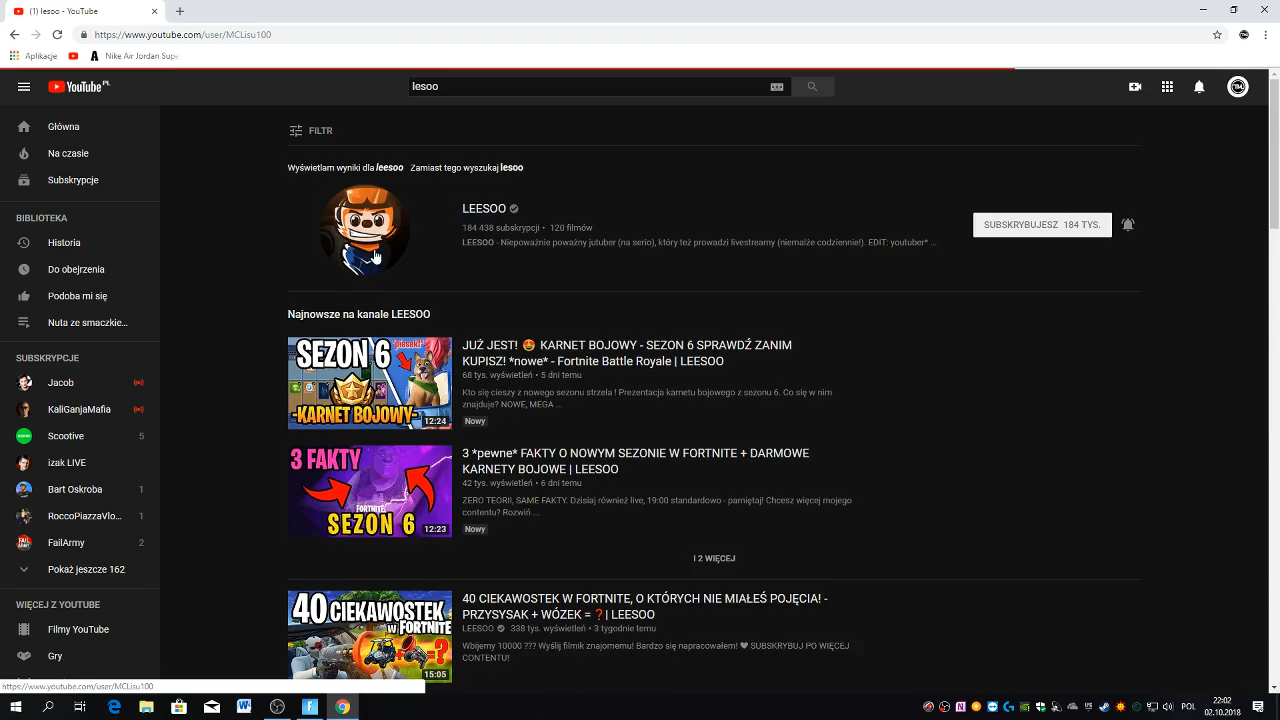 (1) lesoo - YouTube
https://www.youtube.com/user/MCLisu100
Aplikacje
Nike Air Jordan Supe
YouTube PL
lesoo
Główna
Na czasie
Subskrypcje
BIBLIOTEKA
Historia
Do obejrzenia
Podoba mi się
Nuta ze smaczkie...
SUBSKRYPCJE
Jacob
KaliGanjaMafia
Scootive 5
izak LIVE
Bart Oskroba 1
RoccoPiazzaVlo... 1
FailArmy 2
Pokaż jeszcze 162
WIĘCEJ Z YOUTUBE
Filmy YouTube
Gry
FILTR
Wyświetlam wyniki dla leesoo Zamiast tego wyszukaj lesoo
LEESOO
184 438 subskrypcji • 120 filmów
LEESOO - Niepoważnie poważny jutuber (na serio), który też prowadzi livestreamy (niemalże codziennie!). EDIT: youtuber* ...
SUBSKRYBUJESZ 184 TYS.
Najnowsze na kanale LEESOO
SEZON 6
*pieseki*
-KARNET BOJOWY-
12:24
JUŻ JEST! 🤩 KARNET BOJOWY - SEZON 6 SPRAWDŹ ZANIM
KUPISZ! *nowe* - Fortnite Battle Royale | LEESOO
68 tys. wyświetleń • 5 dni temu
Kto się cieszy z nowego sezonu strzela ! Prezentacja karnetu bojowego z sezonu 6. Co się w nim
znajduje? NOWE, MEGA ...
Nowy
3 FAKTY
FORTNITE
SEZON 6
12:23
3 *pewne* FAKTY O NOWYM SEZONIE W FORTNITE + DARMOWE
KARNETY BOJOWE | LEESOO
42 tys. wyświetleń • 6 dni temu
ZERO TEORII, SAME FAKTY. Dzisiaj również live, 19:00 standardowo - pamiętaj! Chcesz więcej mojego
contentu? Rozwiń ...
Nowy
I 2 WIĘCEJ
40 CIEKAWOSTEK
w FORTNITE
=?
15:05
40 CIEKAWOSTEK W FORTNITE, O KTÓRYCH NIE MIAŁEŚ POJĘCIA! -
PRZYSYSAK + WÓZEK = ❓| LEESOO
LEESOO 338 tys. wyświetleń • 3 tygodnie temu
Wbijemy 10000 ??? Wyślij filmik znajomemu! Bardzo się napracowałem! ♥ SUBSKRYBUJ PO WIĘCEJ
CONTENTU!
https://www.youtube.com/user/MCLisu100
POL
22:02
02.10.2018